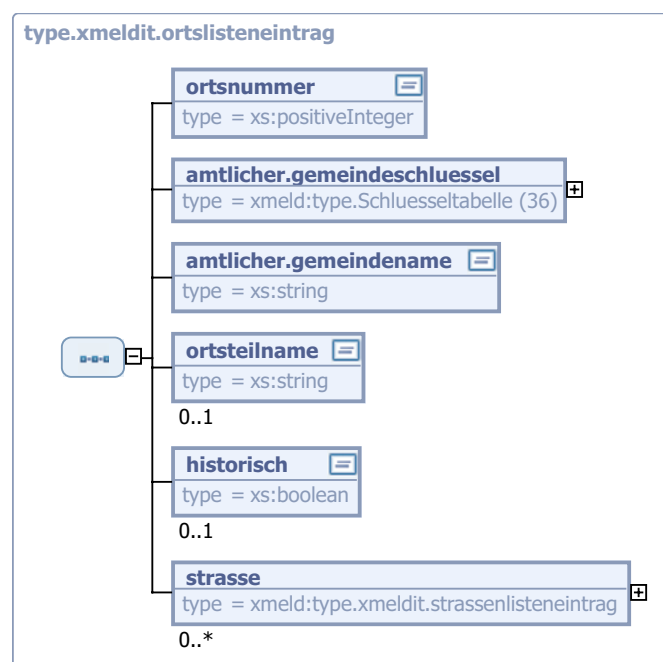 type.xmeldit.ortslisteneintrag
ortsnummer
type = xs:positiveInteger
amtlicher.gemeindeschluessel
type = xmeld:type.Schluesseltabelle (36)
amtlicher.gemeindename
type = xs:string
ortsteilname
type = xs:string
0..1
historisch
type = xs:boolean
0..1
strasse
type = xmeld:type.xmeldit.strassenlisteneintrag
0..*